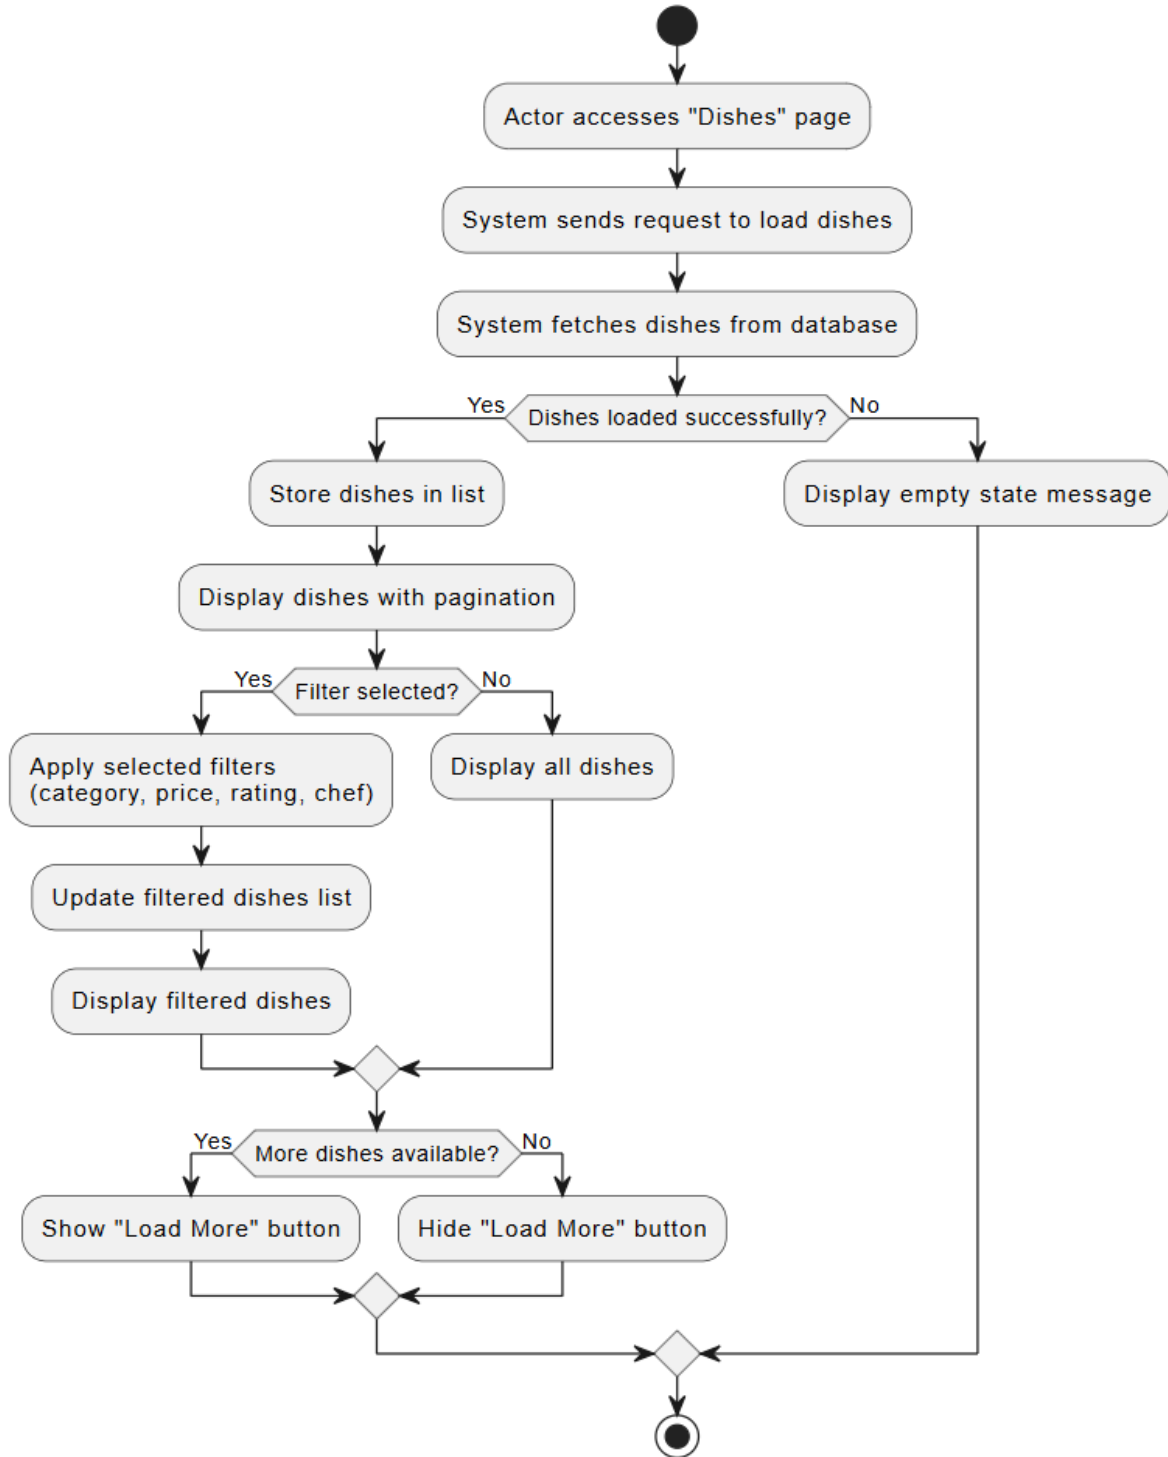 Actor accesses "Dishes" page
System sends request to load dishes
System fetches dishes from database
Yes
Dishes loaded successfully?
No
Store dishes in list
Display empty state message
Display dishes with pagination
Yes
Filter selected?
No
Apply selected filters
(category, price, rating, chef)
Display all dishes
Update filtered dishes list
Display filtered dishes
Yes
More dishes available?
No
Show "Load More" button
Hide "Load More" button